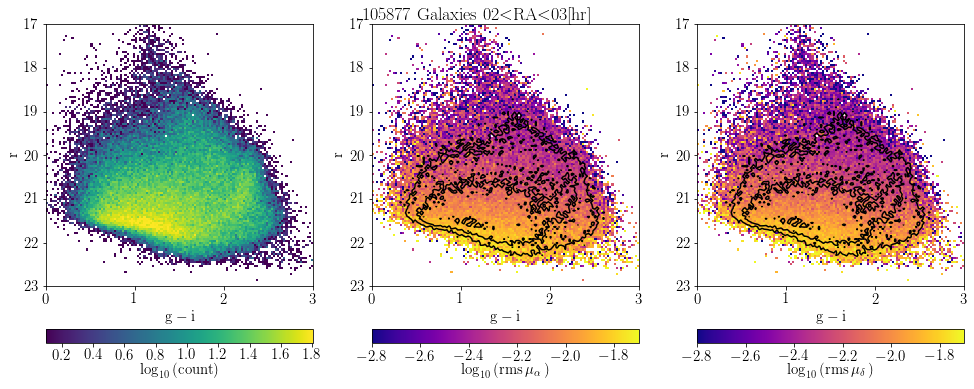 105877 Galaxies 02<RA<03[hr]
17
18
19
20
21
22
23
r
0 1 2 3
g − i
0.2 0.4 0.6 0.8 1.0 1.2 1.4 1.6 1.8
log10 (count)
17
18
19
20
21
22
23
r
0 1 2 3
g − i
−2.8 −2.6 −2.4 −2.2 −2.0 −1.8
log10 (rms μα )
17
18
19
20
21
22
23
r
0 1 2 3
g − i
−2.8 −2.6 −2.4 −2.2 −2.0 −1.8
log10 (rms μδ )